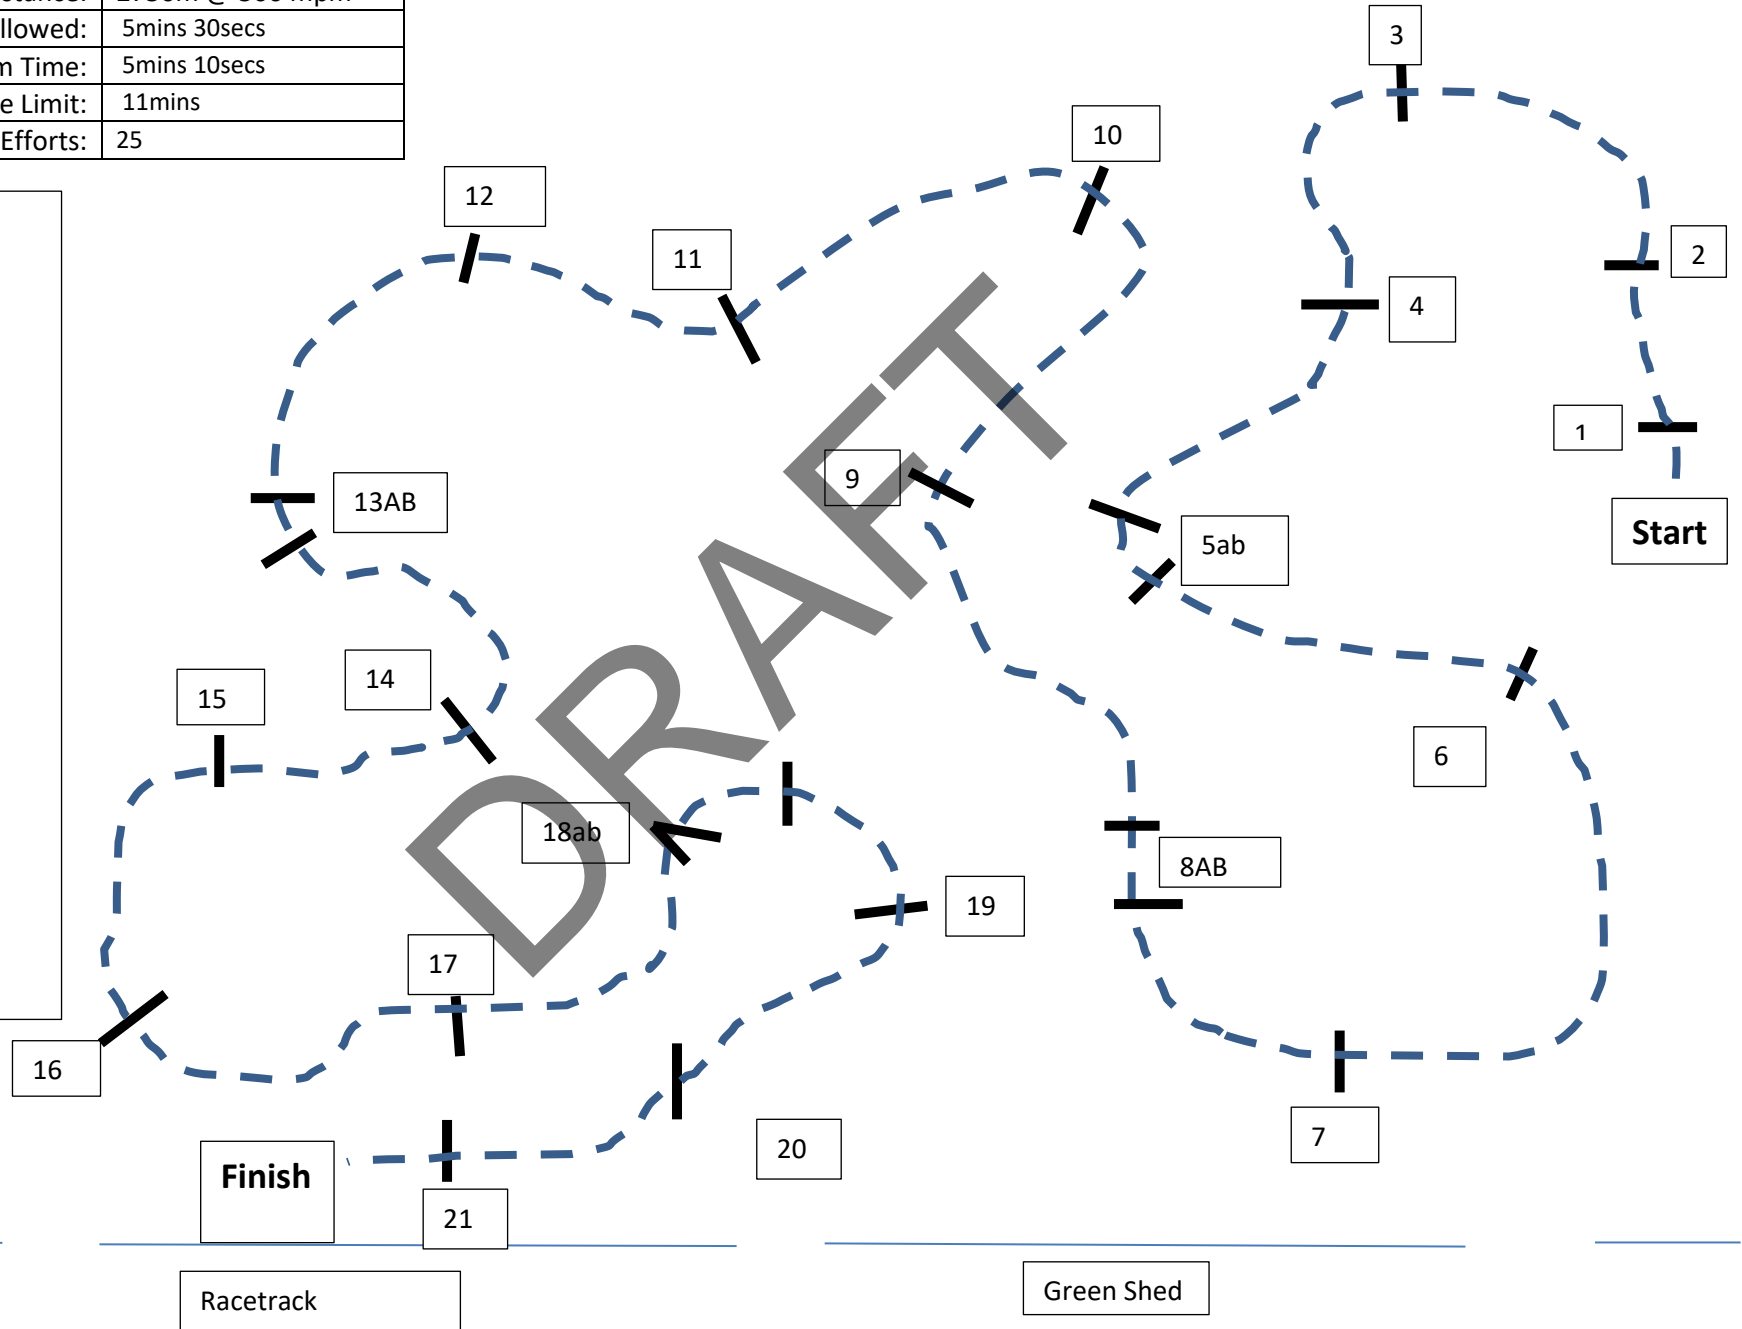 llowed: 5mins 30secs
m Time: 5mins 10secs
e Limit: 11mins
Efforts: 25
3
10
12
2
11
4
1
9
13AB
Start
5ab
14
15
6
18ab
8AB
19
17
16
7
20
Finish
21
Green Shed
Racetrack
DRAFT